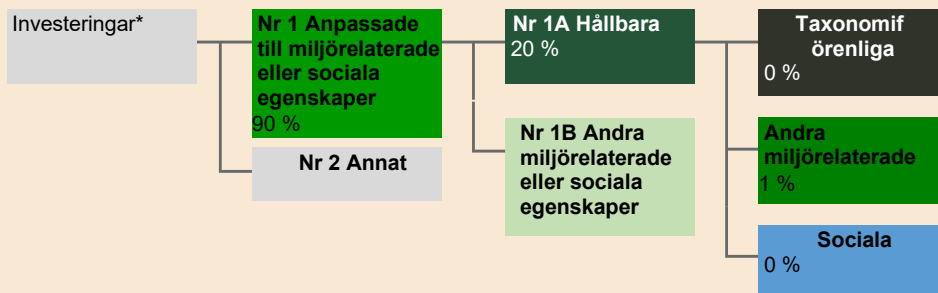 Investeringar*
Nr 1 Anpassade
till miljörelaterade
eller sociala
egenskaper
90 %
Nr 2 Annat
Nr 1A Hållbara
20 %
Nr 1B Andra
miljörelaterade
eller sociala
egenskaper
Taxonomif
örenliga
0 %
Andra
miljörelaterade
1 %
Sociala
0 %